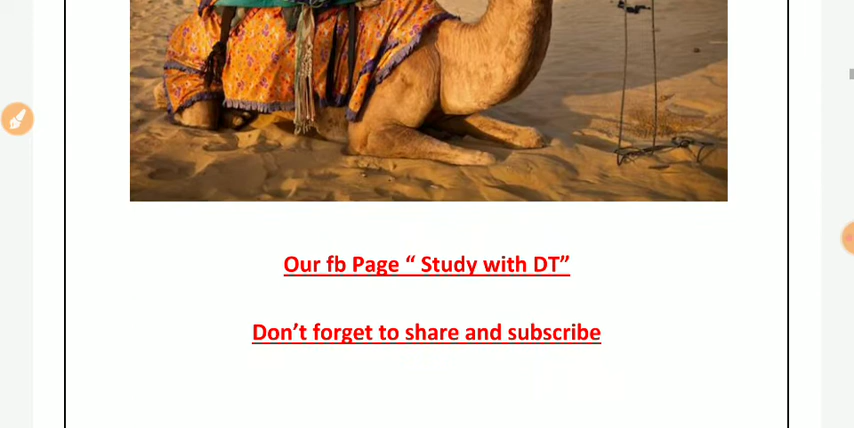 Our fb Page “ Study with DT”
Don’t forget to share and subscribe